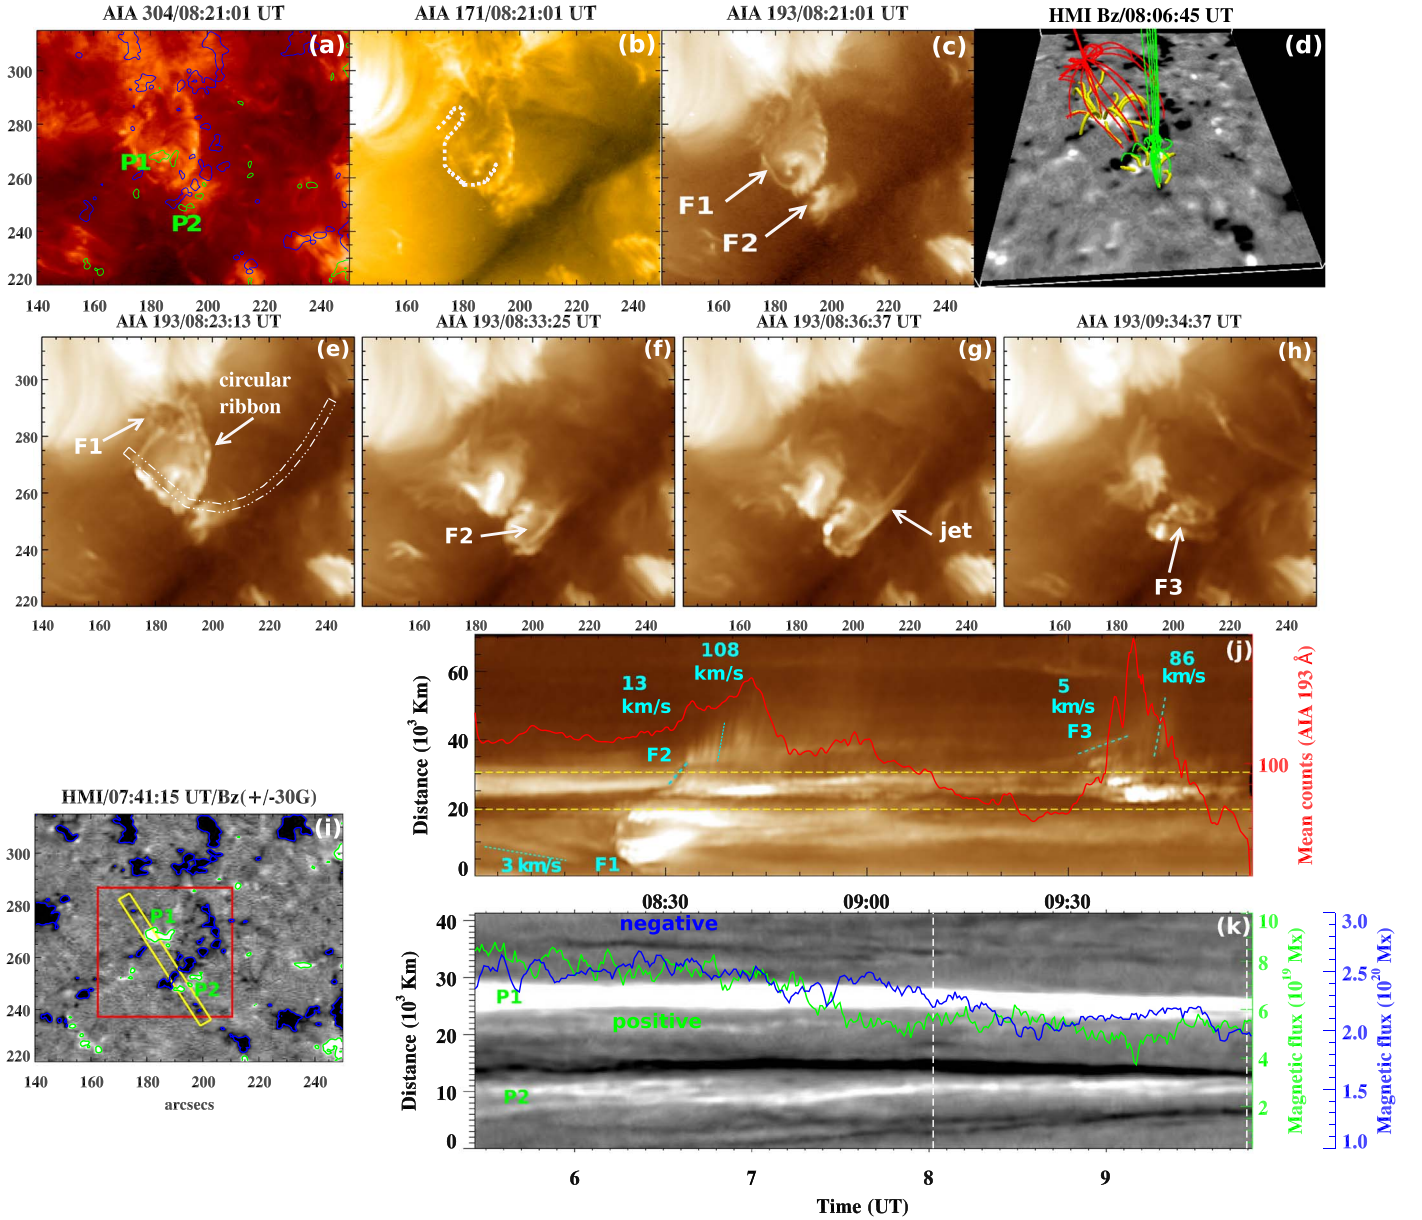 AIA 304/08:21:01 UT
AIA 171/08:21:01 UT
AIA 193/08:21:01 UT
HMI Bz/08:06:45 UT
(a)
(b)
(c)
(d)
300
280
260
240
220
P1
P2
F1
F2
140 160 180 200 220 240
160 180 200 220 240
160 180 200 220 240
AIA 193/08:23:13 UT
AIA 193/08:33:25 UT
AIA 193/08:36:37 UT
AIA 193/09:34:37 UT
(e)
(f)
(g)
(h)
300
280
260
240
220
circular
ribbon
F1
F2
jet
F3
140 160 180 200 220 240
160 180 200 220 240
160 180 200 220 240
160 180 200 220 240
(j)
Distance (10³ Km)
60
40
20
0
13
km/s
108
km/s
F2
5
km/s
F3
86
km/s
3 km/s
F1
100
Mean counts (AIA 193 Å)
08:30 09:00 09:30
HMI/07:41:15 UT/Bz(+/-30G)
(i)
300
280
260
240
220
P1
P2
140 160 180 200 220 240
arcsecs
(k)
Distance (10³ Km)
40
30
20
10
0
negative
P1
positive
P2
10
8
6
4
2
Magnetic flux (10¹⁹ Mx)
3.0
2.5
2.0
1.5
1.0
Magnetic flux (10²⁰ Mx)
6 7 8 9
Time (UT)